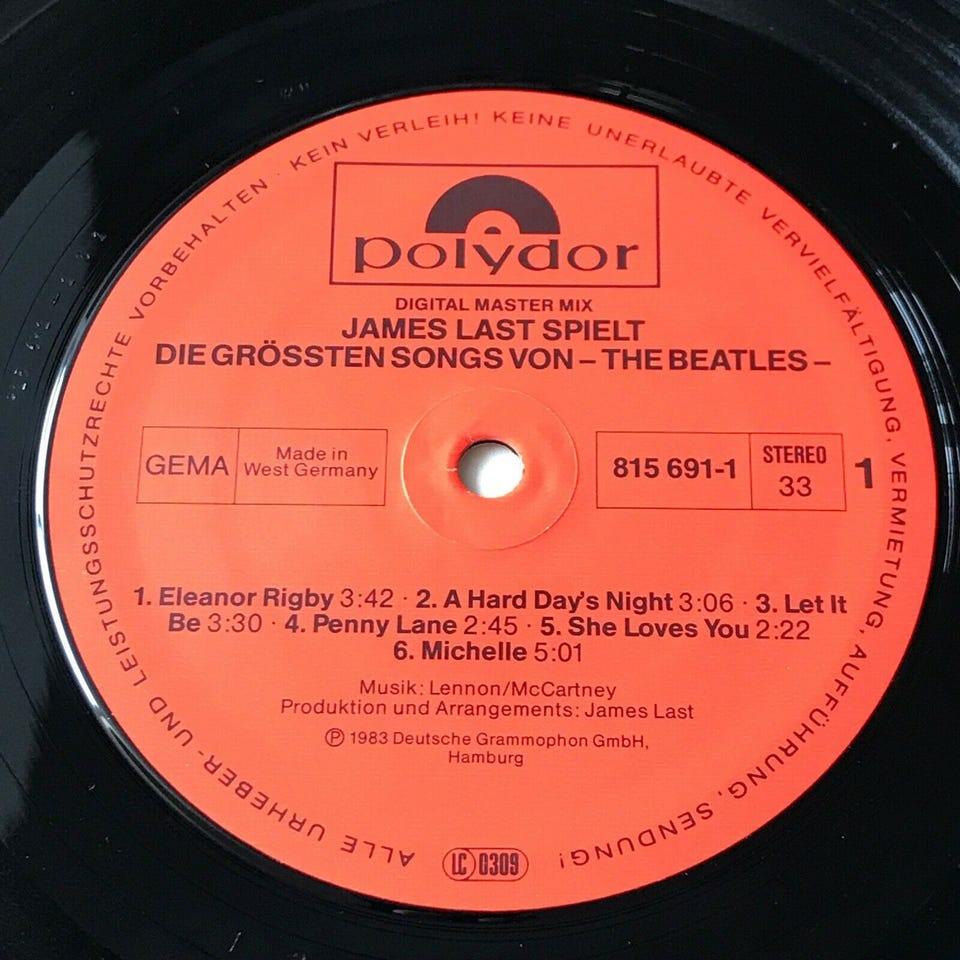 ALLE URHEBER- UND LEISTUNGSSCHUTZRECHTE VORBEHALTEN · KEIN VERLEIH! KEINE UNERLAUBTE VERVIELFÄLTIGUNG, VERMIETUNG, AUFFÜHRUNG, SENDUNG!
polydor
DIGITAL MASTER MIX
JAMES LAST SPIELT
DIE GRÖSSTEN SONGS VON – THE BEATLES –
GEMA
Made in
West Germany
815 691-1
STEREO
33
1
1. Eleanor Rigby 3:42 · 2. A Hard Day's Night 3:06 · 3. Let It
Be 3:30 · 4. Penny Lane 2:45 · 5. She Loves You 2:22
6. Michelle 5:01
Musik: Lennon/McCartney
Produktion und Arrangements: James Last
Ⓟ 1983 Deutsche Grammophon GmbH,
Hamburg
LC 0309